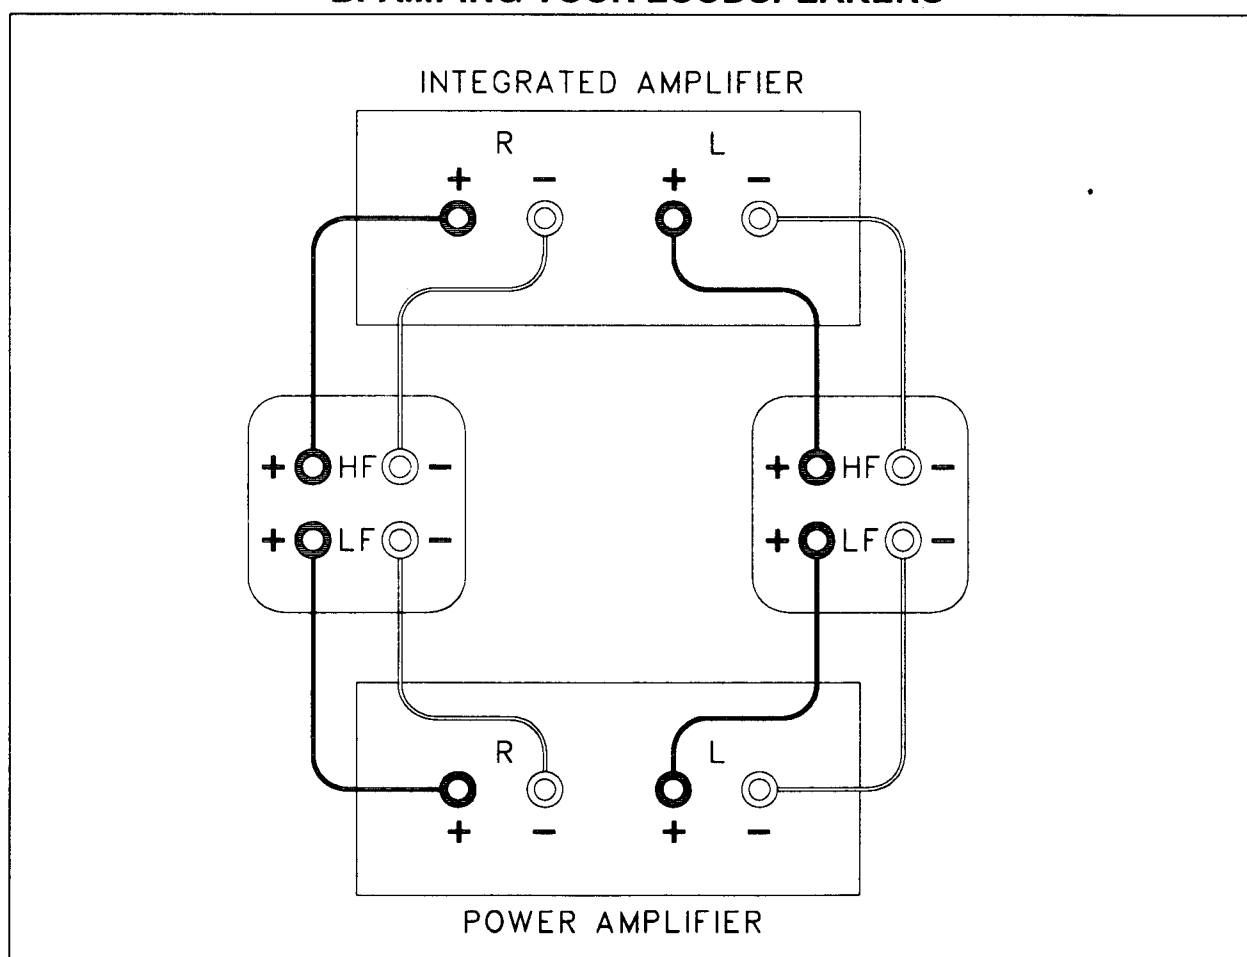 INTEGRATED AMPLIFIER
R L
+ − + −
+ HF − + HF −
+ LF − + LF −
R L
+ − + −
POWER AMPLIFIER